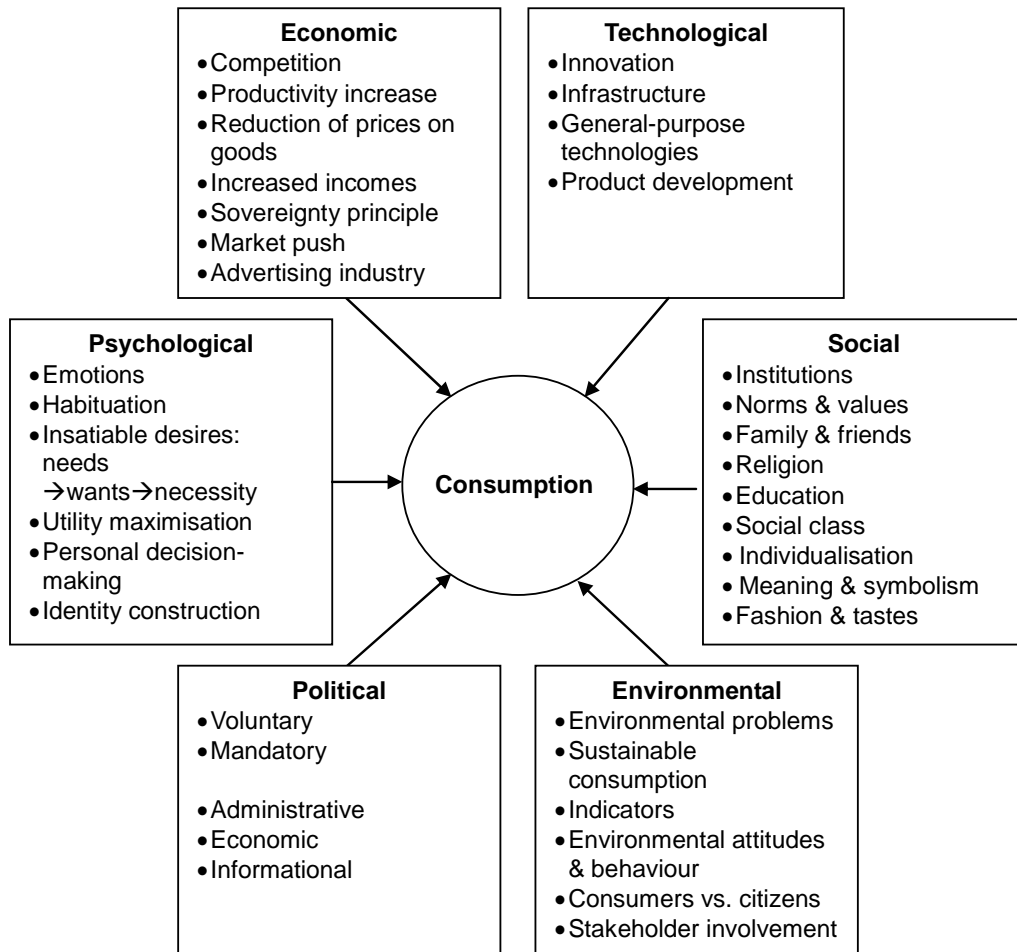 Economic
•Competition
•Productivity increase
•Reduction of prices on
goods
•Increased incomes
•Sovereignty principle
•Market push
•Advertising industry
Technological
•Innovation
•Infrastructure
•General-purpose
technologies
•Product development
Psychological
•Emotions
•Habituation
•Insatiable desires:
needs
→wants→necessity
•Utility maximisation
•Personal decision-
making
•Identity construction
Consumption
Social
•Institutions
•Norms & values
•Family & friends
•Religion
•Education
•Social class
•Individualisation
•Meaning & symbolism
•Fashion & tastes
Political
•Voluntary
•Mandatory
•Administrative
•Economic
•Informational
Environmental
•Environmental problems
•Sustainable
consumption
•Indicators
•Environmental attitudes
& behaviour
•Consumers vs. citizens
•Stakeholder involvement